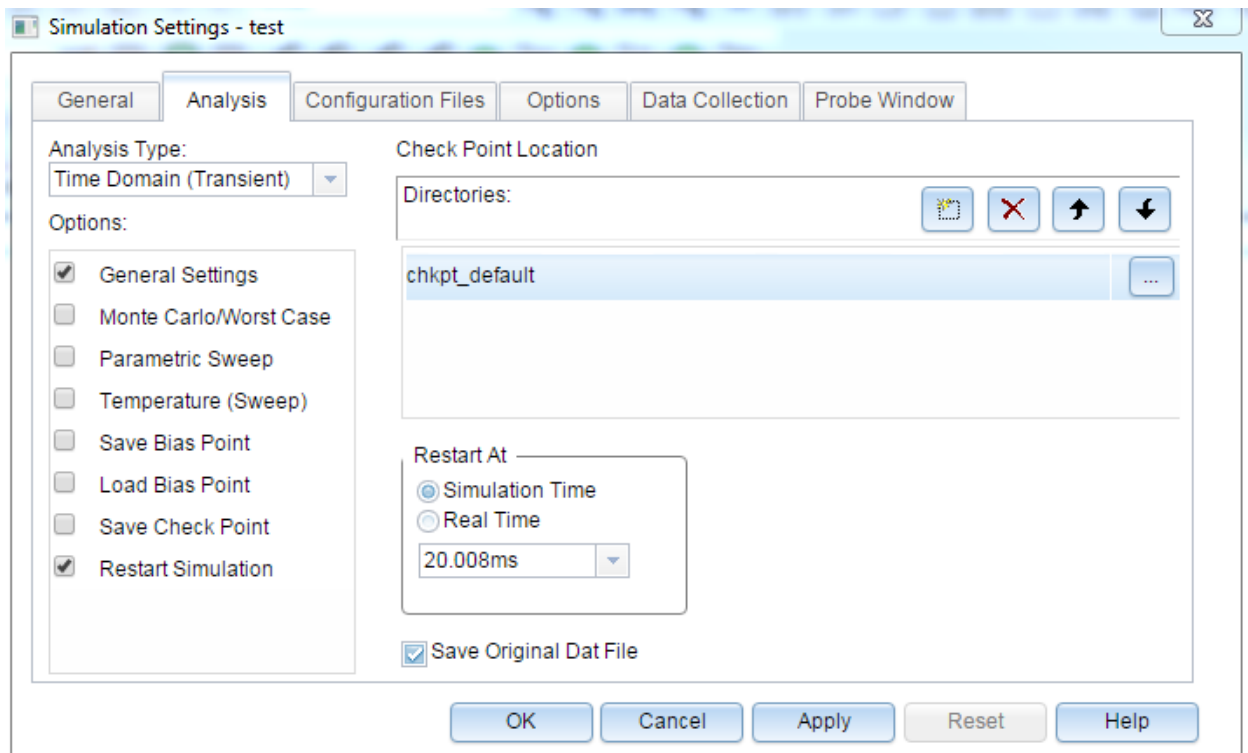 Simulation Settings - test
General
Analysis
Configuration Files
Options
Data Collection
Probe Window
Analysis Type:
Time Domain (Transient)
Options:
General Settings
Monte Carlo/Worst Case
Parametric Sweep
Temperature (Sweep)
Save Bias Point
Load Bias Point
Save Check Point
Restart Simulation
Check Point Location
Directories:
chkpt_default
...
Restart At
Simulation Time
Real Time
20.008ms
Save Original Dat File
OK
Cancel
Apply
Reset
Help